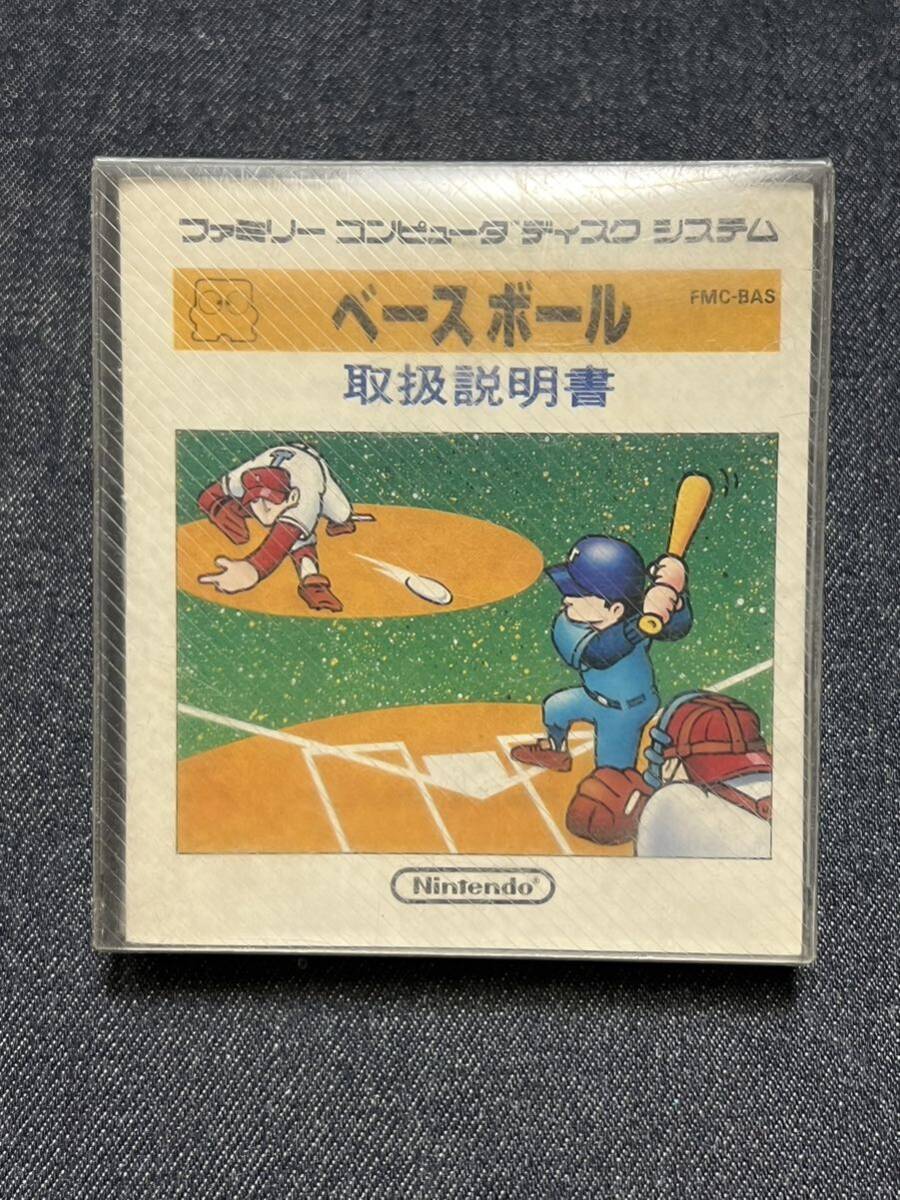 ファミリー コンピュータ ディスク システム
ベースボール
FMC-BAS
取扱説明書
T
T
Nintendo®